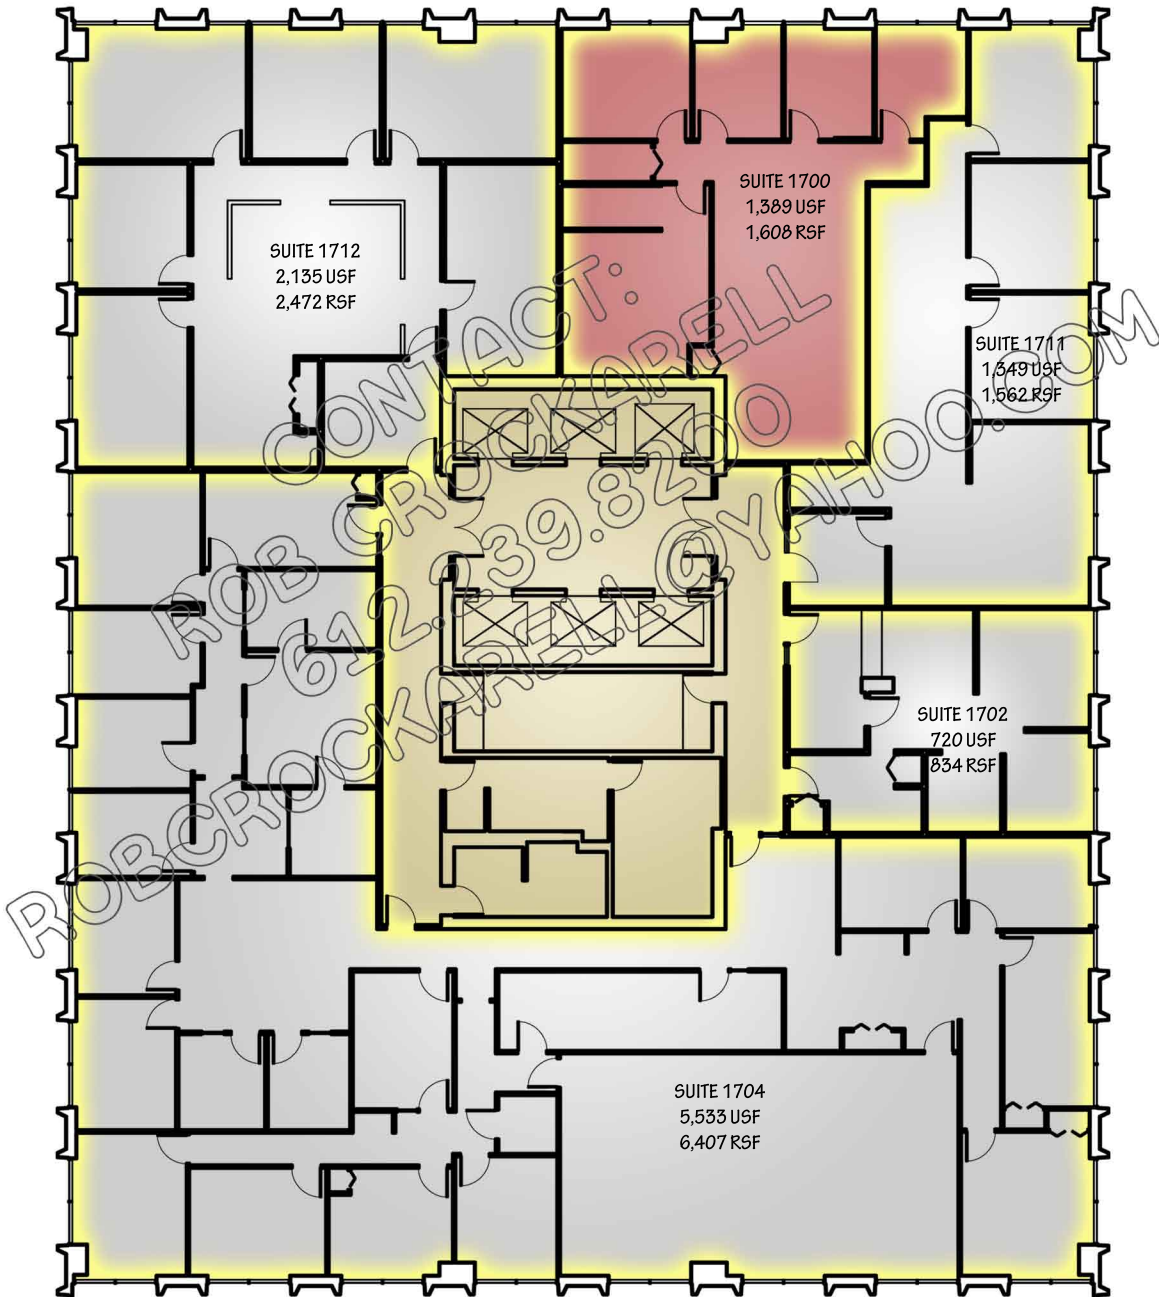 SUITE 1700
1,389 USF
1,608 RSF
SUITE 1712
2,135 USF
2,472 RSF
SUITE 1711
1,349 USF
1,562 RSF
CONTACT:
ROB CROCKARELL
612.239.8200
ROBCROCKARELL@YAHOO.COM
SUITE 1702
720 USF
834 RSF
SUITE 1704
5,533 USF
6,407 RSF